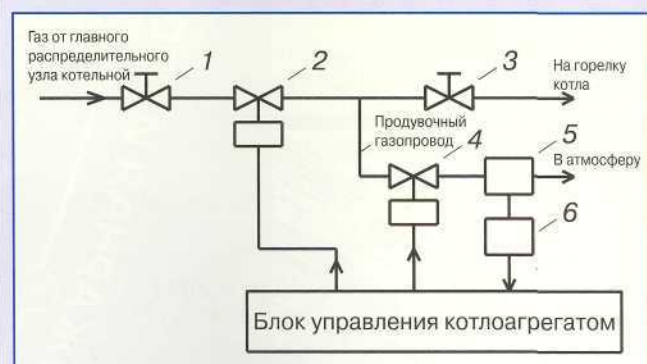 Газ от главного
распределительного
узла котельной
1
2
3
На горелку
котла
Продувочный
газопровод
4
5
В атмосферу
6
Блок управления котлоагрегатом